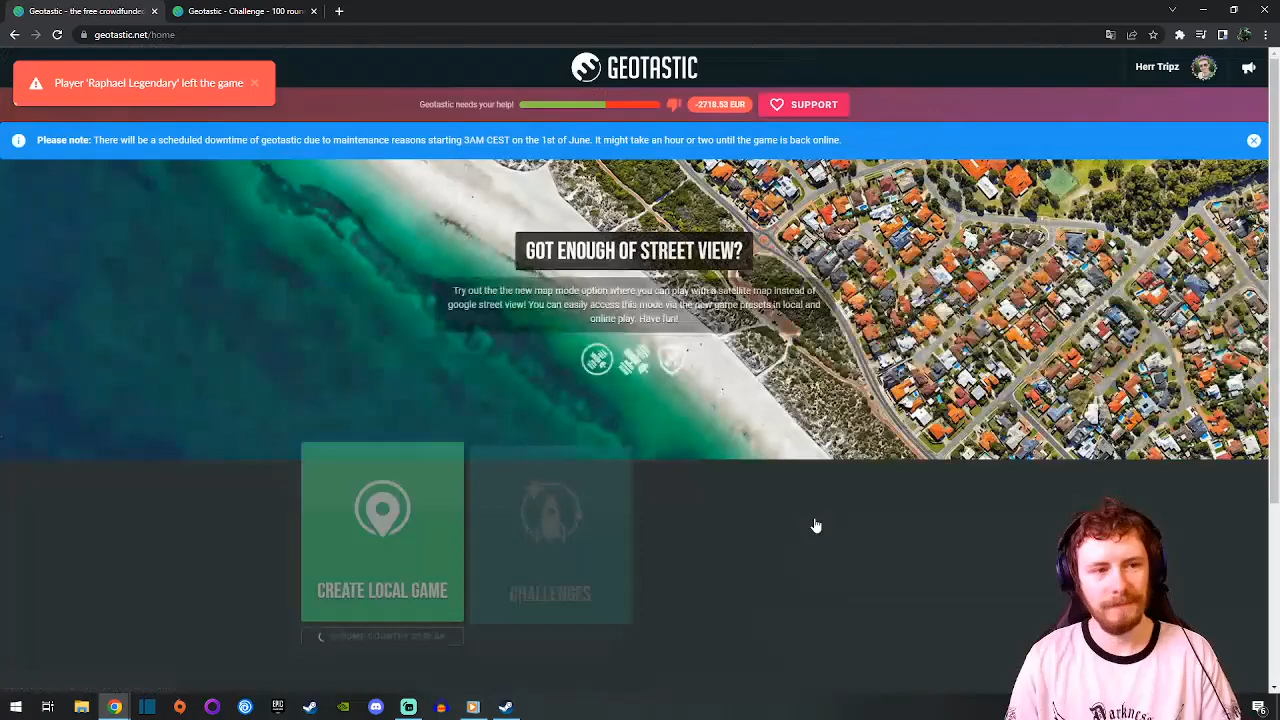 Geotastic - the free crowdfunded
Geotastic - Challenge - 100 roun
geotastic.net/home
Player 'Raphael Legendary' left the game
GEOTASTIC
Herr Tripz
Geotastic needs your help!
-2718.53 EUR
SUPPORT
Please note: There will be a scheduled downtime of geotastic due to maintenance reasons starting 3AM CEST on the 1st of June. It might take an hour or two until the game is back online.
GOT ENOUGH OF STREET VIEW?
Try out the the new map mode option where you can play with a satellite map instead of
google street view! You can easily access this mode via the new game presets in local and
online play. Have fun!
CREATE LOCAL GAME
CHALLENGES
EPIC
Darkness